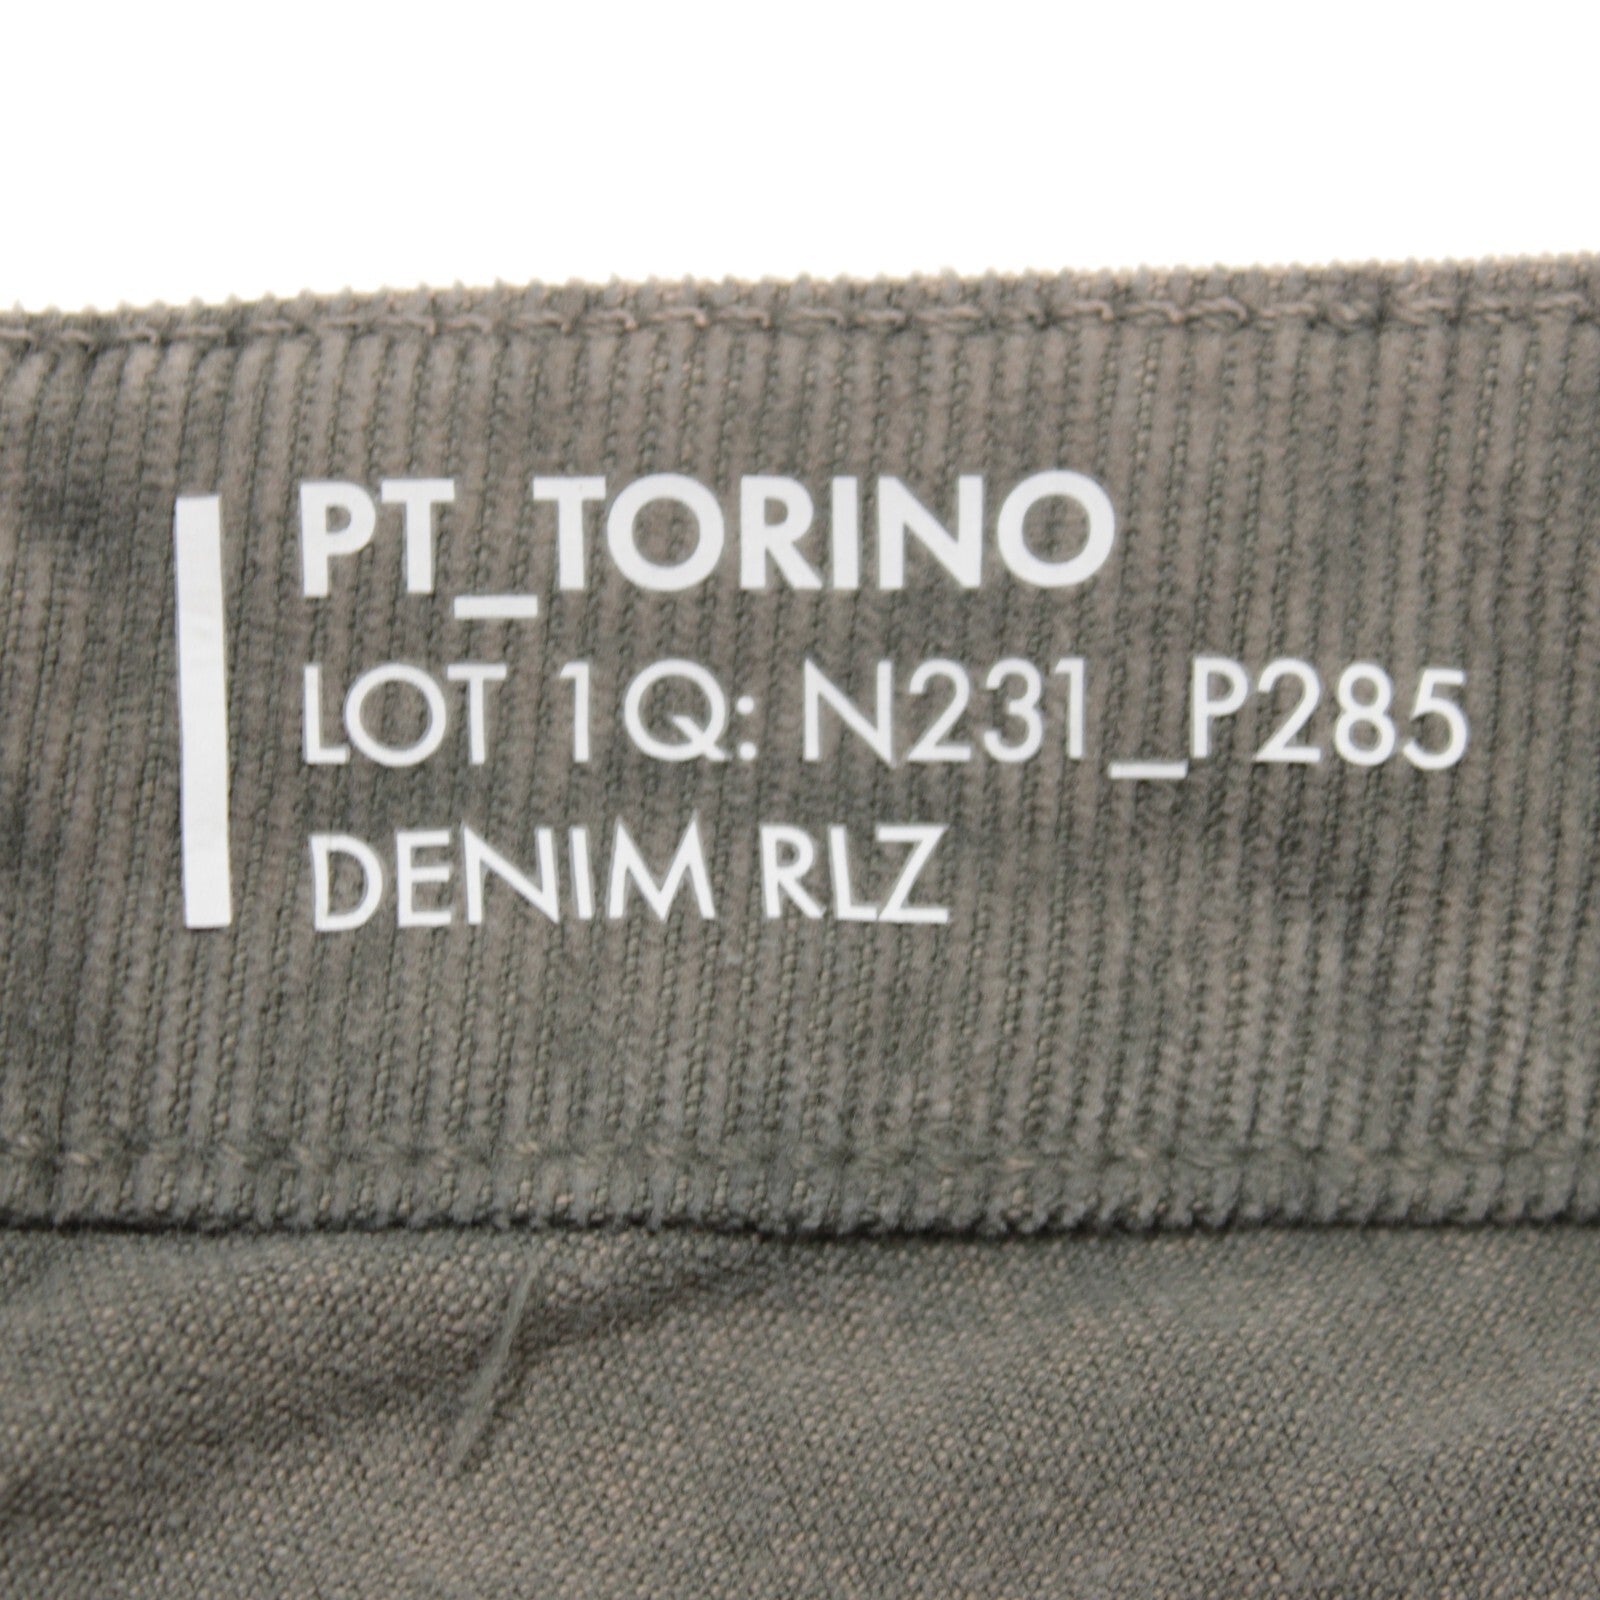 PT_TORINO
LOT 1Q: N231_P285
DENIM RLZ